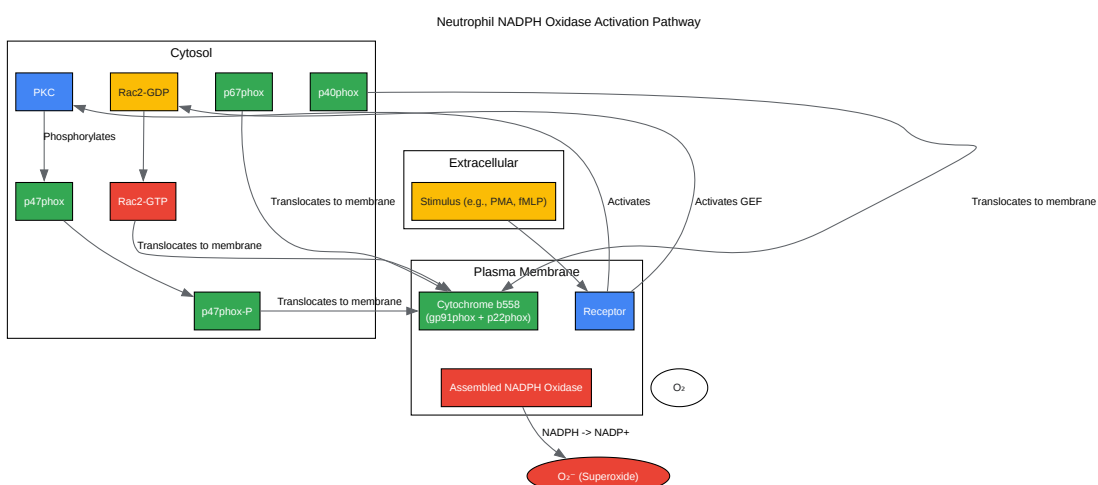 Neutrophil NADPH Oxidase Activation Pathway
Cytosol
PKC
Rac2-GDP
p67phox
p40phox
Phosphorylates
Extracellular
p47phox
Rac2-GTP
Translocates to membrane
Stimulus (e.g., PMA, fMLP)
Activates
Activates GEF
Translocates to membrane
Translocates to membrane
Plasma Membrane
p47phox-P
Translocates to membrane
Cytochrome b558
(gp91phox + p22phox)
Receptor
Assembled NADPH Oxidase
O₂
NADPH -> NADP+
O₂⁻ (Superoxide)